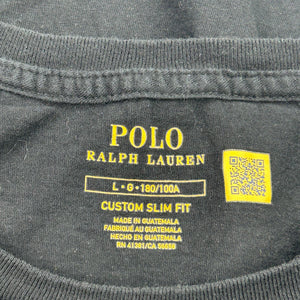 POLO
RALPH LAUREN
L • G • 180/100A
CUSTOM SLIM FIT
MADE IN GUATEMALA
FABRIQUÉ AU GUATEMALA
HECHO EN GUATEMALA
RN 41381/CA 56559